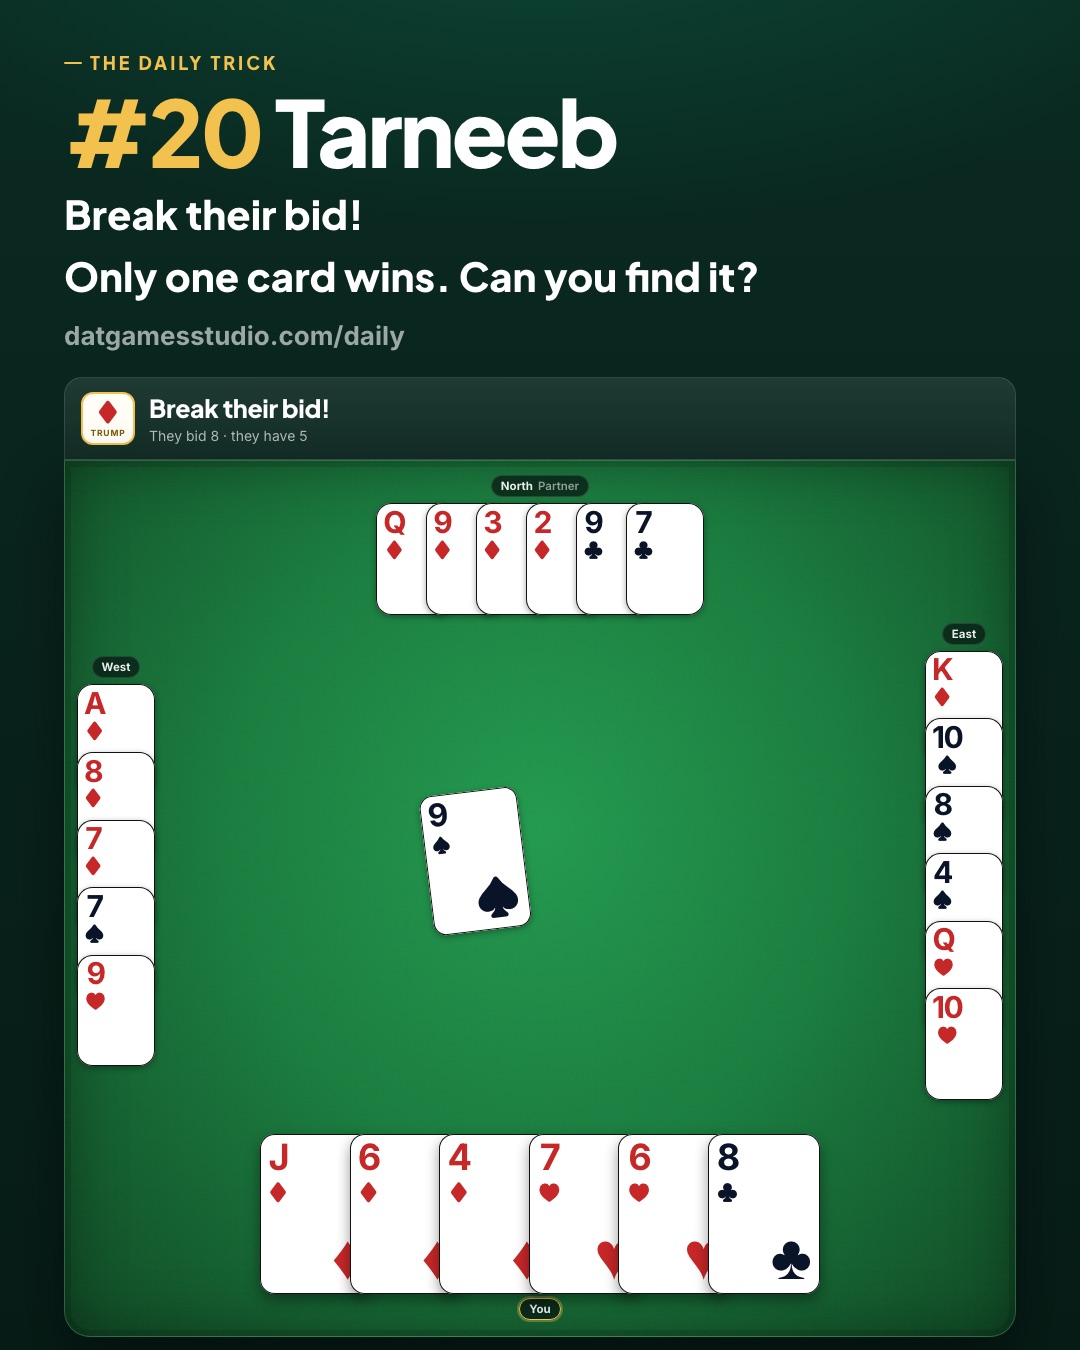 — THE DAILY TRICK
#20 Tarneeb
Break their bid!
Only one card wins. Can you find it?
datgamesstudio.com/daily
TRUMP
Break their bid!
They bid 8 · they have 5
North Partner
Q 9 3 2 9 7
East
West
K
A
10
8
8
7
4
7
Q
9
10
9
J 6 4 7 6 8
You